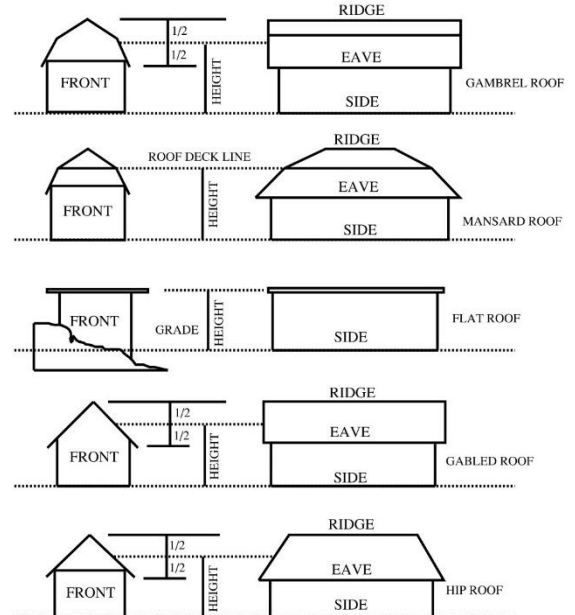 RIDGE
1/2
1/2
HEIGHT
FRONT
EAVE
SIDE
GAMBREL ROOF
RIDGE
ROOF DECK LINE
HEIGHT
FRONT
EAVE
SIDE
MANSARD ROOF
FRONT
GRADE
HEIGHT
SIDE
FLAT ROOF
RIDGE
1/2
1/2
HEIGHT
FRONT
EAVE
SIDE
GABLED ROOF
RIDGE
1/2
1/2
HEIGHT
FRONT
EAVE
SIDE
HIP ROOF